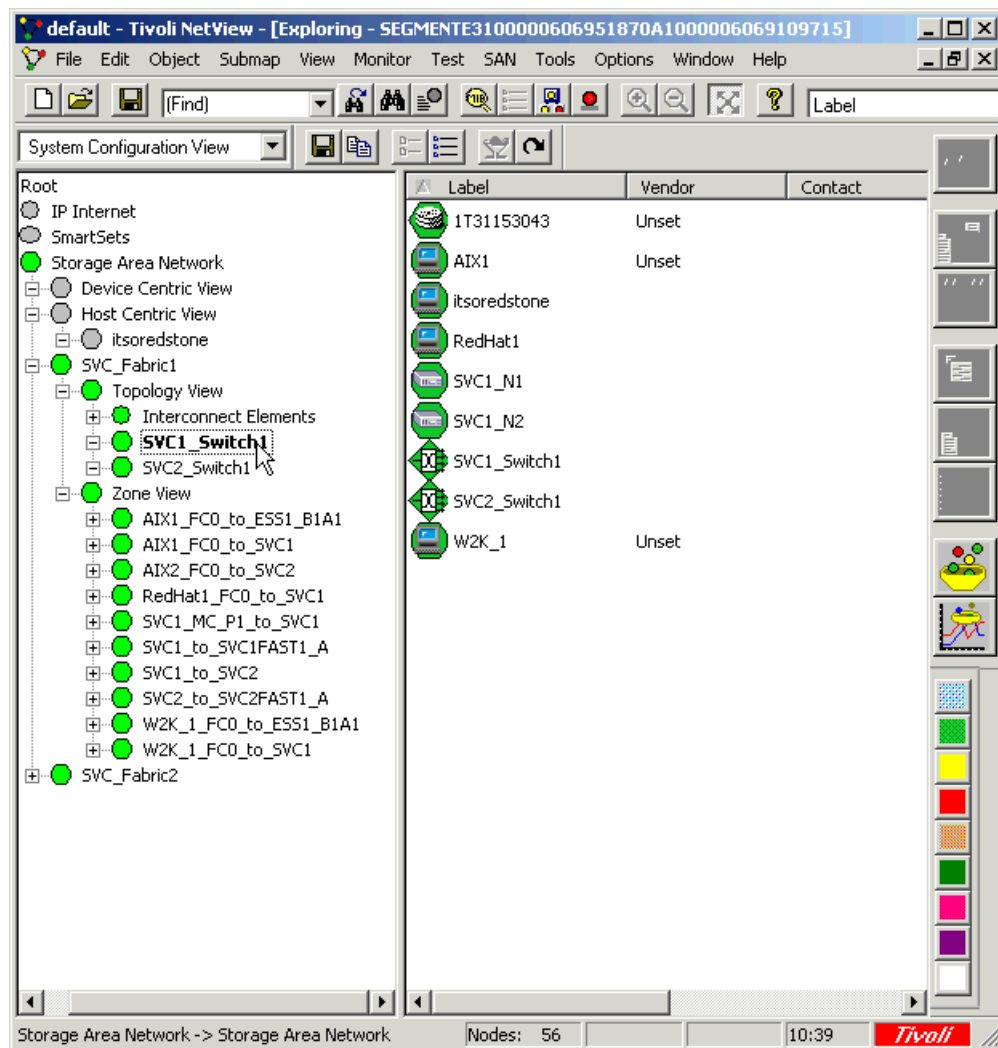 default - Tivoli NetView - [Exploring - SEGMENTE3100000606951870A1000006069109715]
File Edit Object Submap View Monitor Test SAN Tools Options Window Help
(Find) Label
System Configuration View
Root
IP Internet
SmartSets
Storage Area Network
Device Centric View
Host Centric View
itsoredstone
SVC_Fabric1
Topology View
Interconnect Elements
SVC1_Switch1
SVC2_Switch1
Zone View
AIX1_FC0_to_ESS1_B1A1
AIX1_FC0_to_SVC1
AIX2_FC0_to_SVC2
RedHat1_FC0_to_SVC1
SVC1_MC_P1_to_SVC1
SVC1_to_SVC1FAST1_A
SVC1_to_SVC2
SVC2_to_SVC2FAST1_A
W2K_1_FC0_to_ESS1_B1A1
W2K_1_FC0_to_SVC1
SVC_Fabric2
Label Vendor Contact
1T31153043 Unset
AIX1 Unset
itsoredstone
RedHat1
SVC1_N1
SVC1_N2
SVC1_Switch1
SVC2_Switch1
W2K_1 Unset
Storage Area Network -> Storage Area Network Nodes: 56 10:39 Tivoli